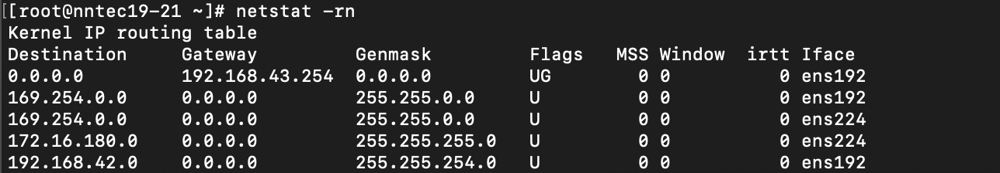 [[root@nntec19-21 ~]# netstat -rn
Kernel IP routing table
Destination     Gateway         Genmask         Flags   MSS Window  irtt Iface
0.0.0.0         192.168.43.254  0.0.0.0         UG        0 0          0 ens192
169.254.0.0     0.0.0.0         255.255.0.0     U         0 0          0 ens192
169.254.0.0     0.0.0.0         255.255.0.0     U         0 0          0 ens224
172.16.180.0    0.0.0.0         255.255.255.0   U         0 0          0 ens224
192.168.42.0    0.0.0.0         255.255.254.0   U         0 0          0 ens192